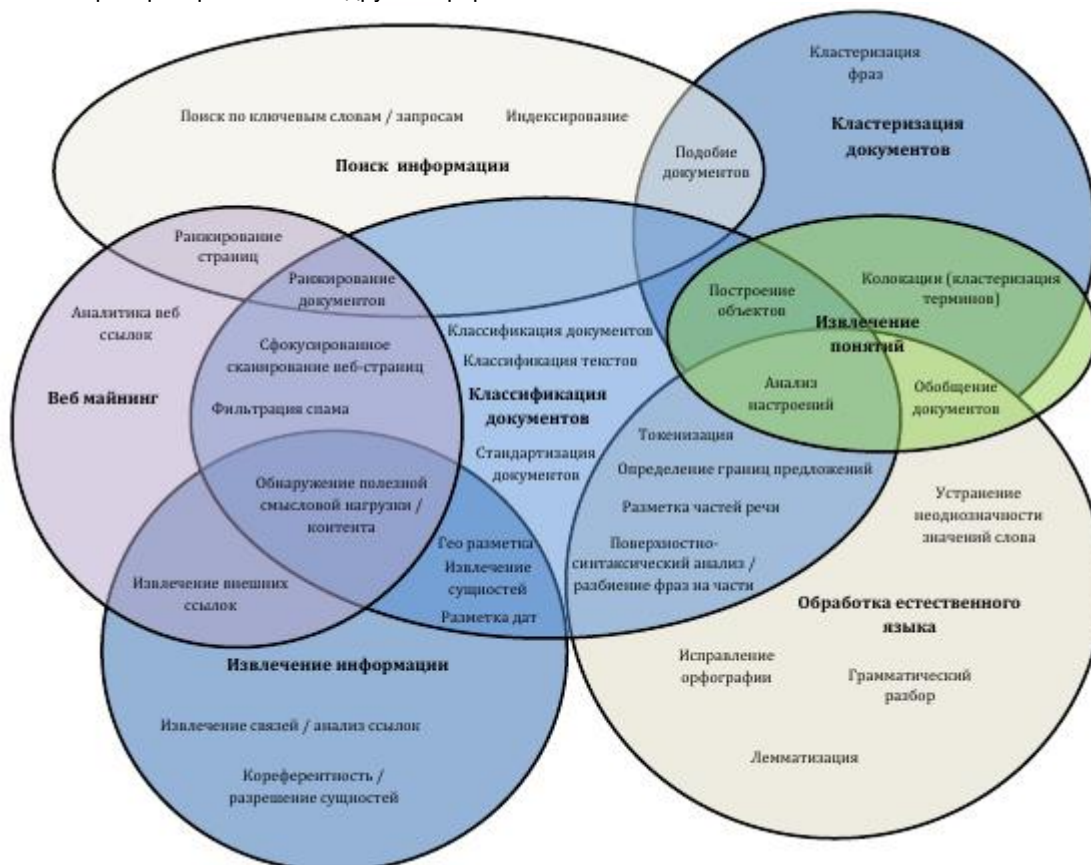 Кластеризация
фраз
Кластеризация
документов
Поиск по ключевым словам / запросам
Индексирование
Поиск информации
Подобие
документов
Ранжирование
страниц
Ранжирование
документов
Аналитика веб
ссылок
Сфокусированное
сканирование веб-страниц
Веб майнинг
Фильтрация спама
Классификация документов
Классификация текстов
Классификация
документов
Стандартизация
документов
Построение
объектов
Колокации (кластеризация
терминов)
Извлечение
понятий
Анализ
настроений
Обобщение
документов
Токенизация
Определение границ предложений
Разметка частей речи
Поверхностно-
синтаксический анализ /
разбиение фраз на части
Устранение
неоднозначности
значений слова
Обработка естественного
языка
Исправление
орфографии
Грамматический
разбор
Лемматизация
Обнаружение полезной
смысловой нагрузки /
контента
Гео разметка
Извлечение
сущностей
Разметка дат
Извлечение внешних
ссылок
Извлечение информации
Извлечение связей / анализ ссылок
Кореферентность /
разрешение сущностей